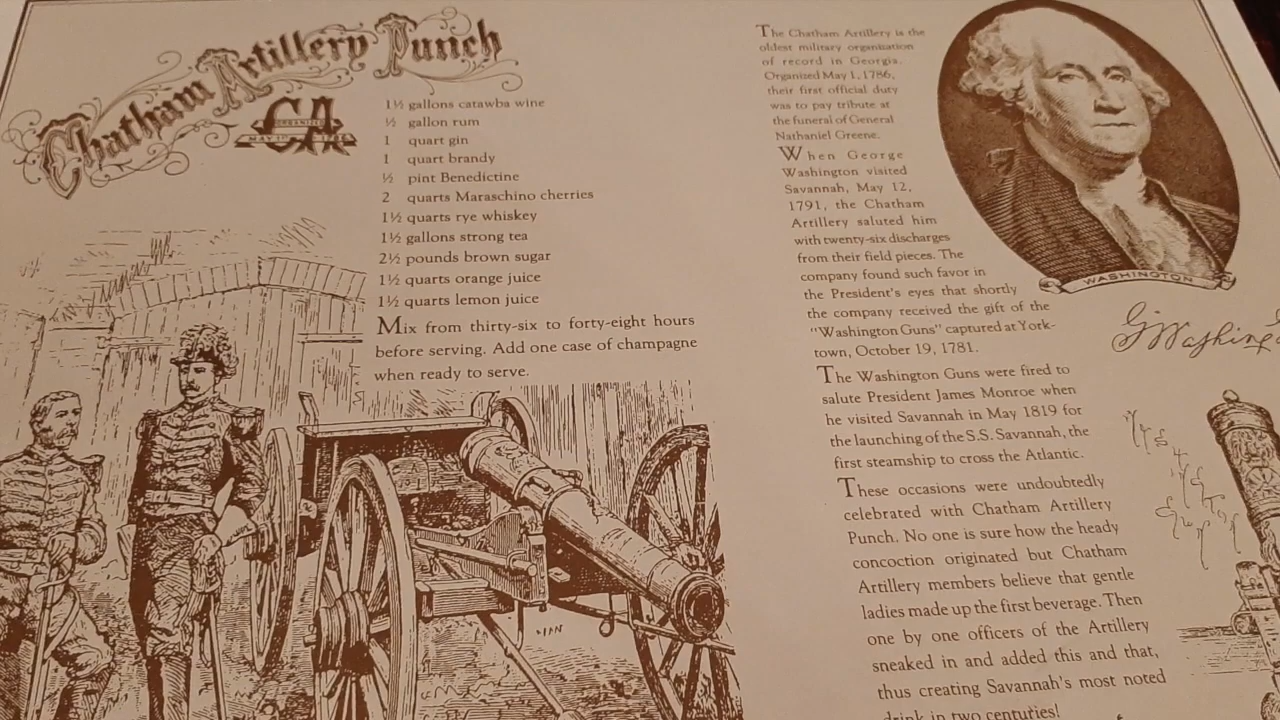 Chatham Artillery Punch
CA
ORGANIZED
MAY 1ST 1786
1½ gallons catawba wine
½ gallon rum
1 quart gin
1 quart brandy
½ pint Benedictine
2 quarts Maraschino cherries
1½ quarts rye whiskey
1½ gallons strong tea
2½ pounds brown sugar
1½ quarts orange juice
1½ quarts lemon juice
Mix from thirty-six to forty-eight hours
before serving. Add one case of champagne
when ready to serve.
The Chatham Artillery is the
oldest military organisation
of record in Georgia.
Organized May 1, 1786,
their first official duty
was to pay tribute at
the funeral of General
Nathaniel Greene.
When George
Washington visited
Savannah, May 12,
1791, the Chatham
Artillery saluted him
with twenty-six discharges
from their field pieces. The
company found such favor in
the President's eyes that shortly
the company received the gift of the
"Washington Guns" captured at York-
town, October 19, 1781.
The Washington Guns were fired to
salute President James Monroe when
he visited Savannah in May 1819 for
the launching of the S.S. Savannah, the
first steamship to cross the Atlantic.
These occasions were undoubtedly
celebrated with Chatham Artillery
Punch. No one is sure how the heady
concoction originated but Chatham
Artillery members believe that gentle
ladies made up the first beverage. Then
one by one officers of the Artillery
sneaked in and added this and that,
thus creating Savannah's most noted
drink in two centuries!
WASHINGTON